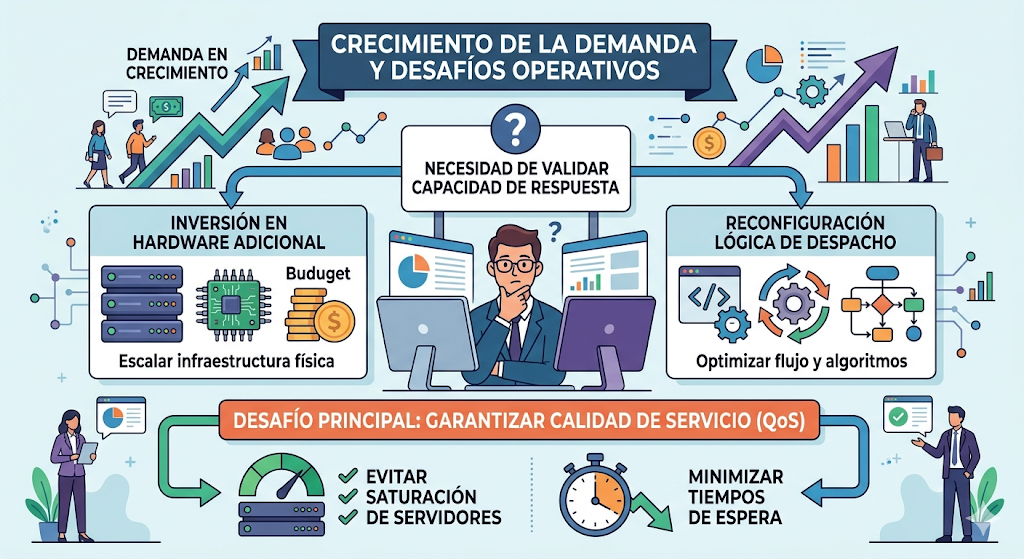 CRECIMIENTO DE LA DEMANDA
Y DESAFÍOS OPERATIVOS
DEMANDA EN
CRECIMIENTO
$
$
?
NECESIDAD DE VALIDAR
CAPACIDAD DE RESPUESTA
INVERSIÓN EN
HARDWARE ADICIONAL
Buduget
$
Escalar infraestructura física
?
RECONFIGURACIÓN
LÓGICA DE DESPACHO
</>
Optimizar flujo y algoritmos
DESAFÍO PRINCIPAL: GARANTIZAR CALIDAD DE SERVICIO (QoS)
EVITAR
SATURACIÓN
DE SERVIDORES
MINIMIZAR
TIEMPOS
DE ESPERA